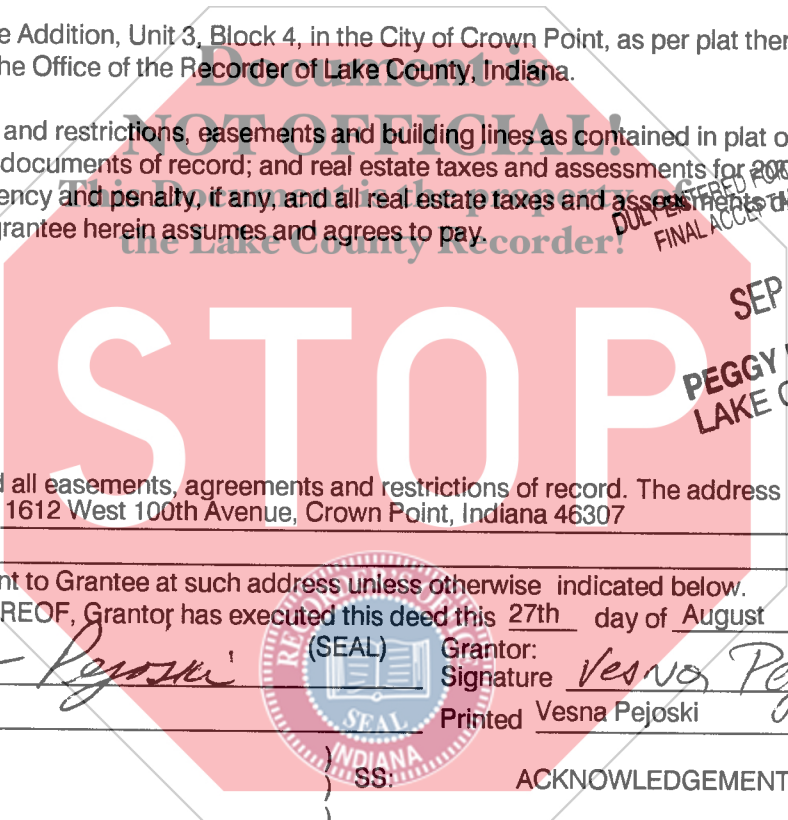 e Addition, Unit 3, Block 4, in the City of Crown Point, as per plat ther
he Office of the Recorder of Lake County, Indiana.
Document is
NOT OFFICIAL!
This Document is the property of
the Lake County Recorder!
and restrictions, easements and building lines as contained in plat o
documents of record; and real estate taxes and assessments for 200
ency and penalty, if any, and all real estate taxes and assessments d
grantee herein assumes and agrees to pay.
DULY ENTERED FOR
FINAL ACCEPTA
SEP
PEGGY
LAKE C
STOP
d all easements, agreements and restrictions of record. The address
1612 West 100th Avenue, Crown Point, Indiana 46307
nt to Grantee at such address unless otherwise indicated below.
REOF, Grantor has executed this deed this 27th day of August
Pejoski (SEAL) Grantor:
Signature Vesna Pe
Printed Vesna Pejoski
RECORDER'S OFFICE
SEAL
INDIANA
) SS: ACKNOWLEDGEMENT
)
)